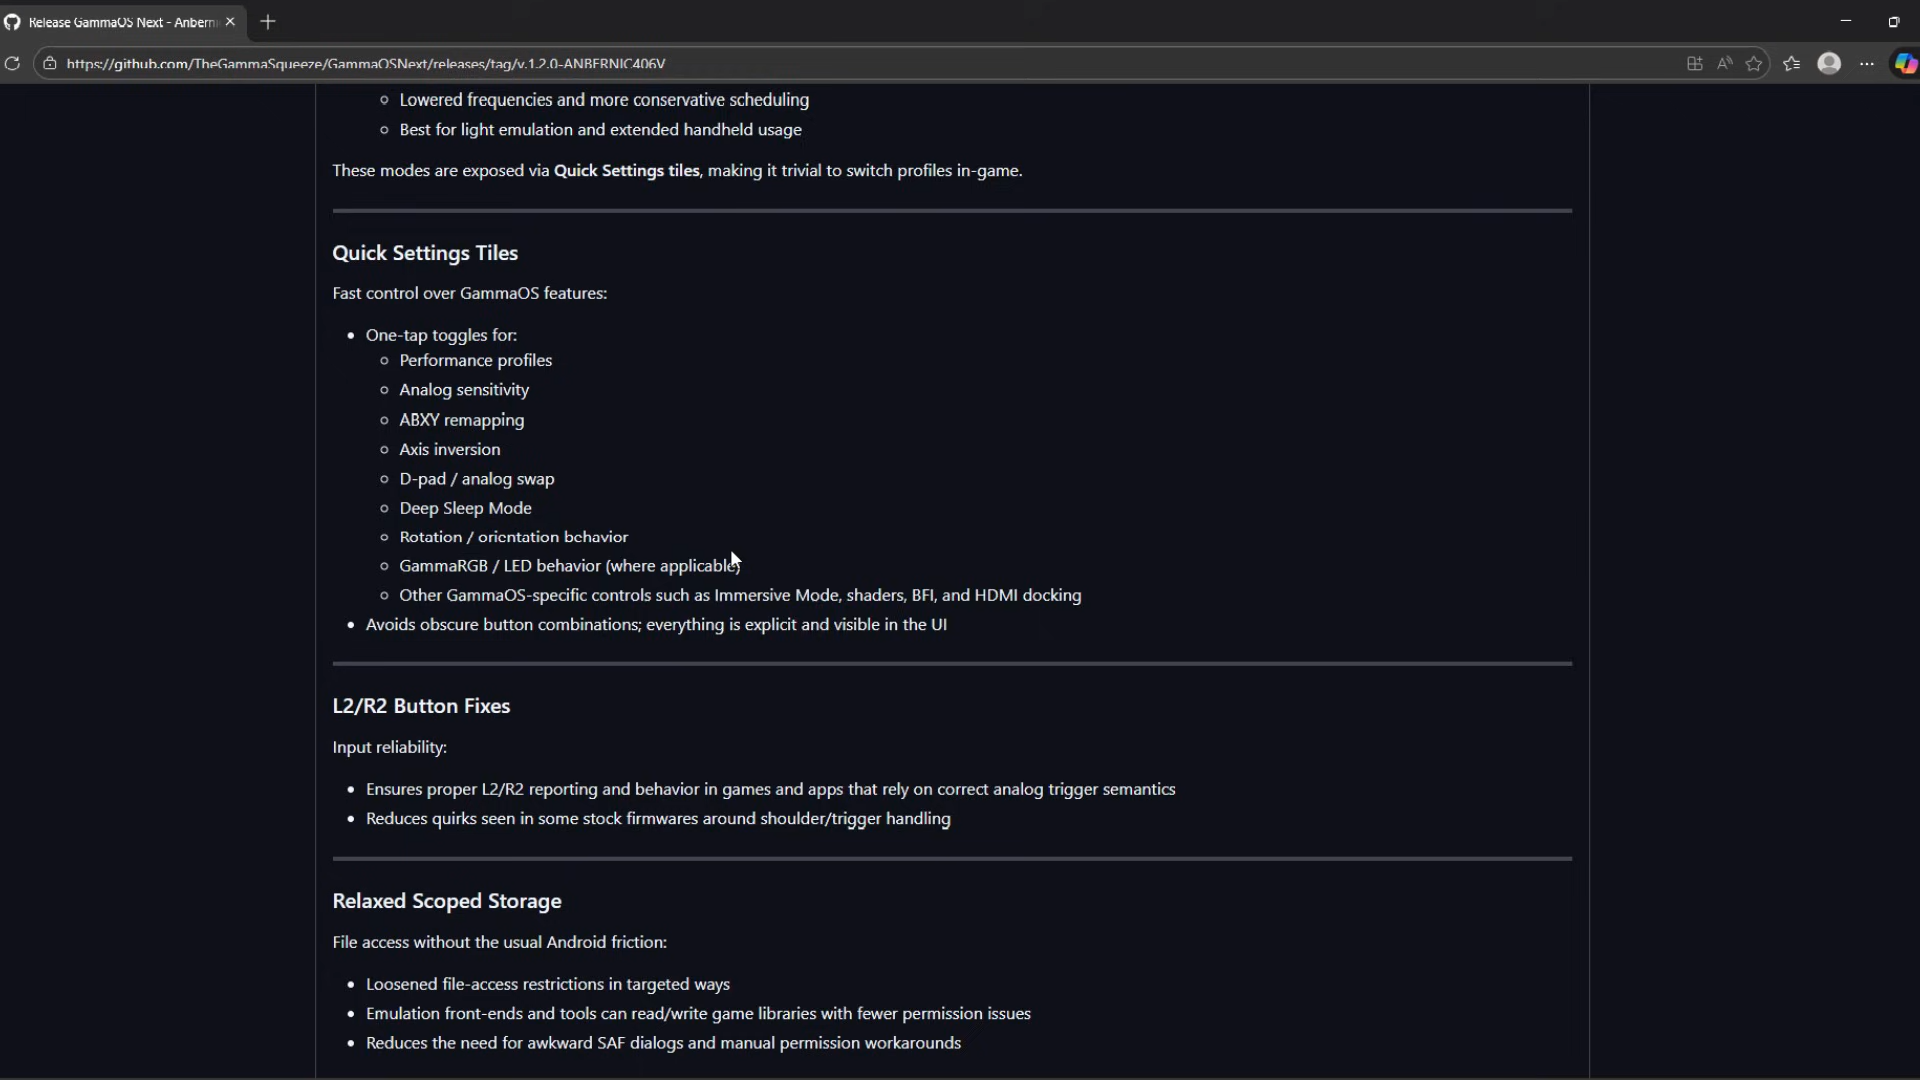 Release GammaOS Next - Anberni
https://github.com/TheGammaSqueeze/GammaOSNext/releases/tag/v.1.2.0-ANBERNIC406V
Lowered frequencies and more conservative scheduling
Best for light emulation and extended handheld usage
These modes are exposed via Quick Settings tiles, making it trivial to switch profiles in-game.
Quick Settings Tiles
Fast control over GammaOS features:
One-tap toggles for:
Performance profiles
Analog sensitivity
ABXY remapping
Axis inversion
D-pad / analog swap
Deep Sleep Mode
Rotation / orientation behavior
GammaRGB / LED behavior (where applicable)
Other GammaOS-specific controls such as Immersive Mode, shaders, BFI, and HDMI docking
Avoids obscure button combinations; everything is explicit and visible in the UI
L2/R2 Button Fixes
Input reliability:
Ensures proper L2/R2 reporting and behavior in games and apps that rely on correct analog trigger semantics
Reduces quirks seen in some stock firmwares around shoulder/trigger handling
Relaxed Scoped Storage
File access without the usual Android friction:
Loosened file-access restrictions in targeted ways
Emulation front-ends and tools can read/write game libraries with fewer permission issues
Reduces the need for awkward SAF dialogs and manual permission workarounds